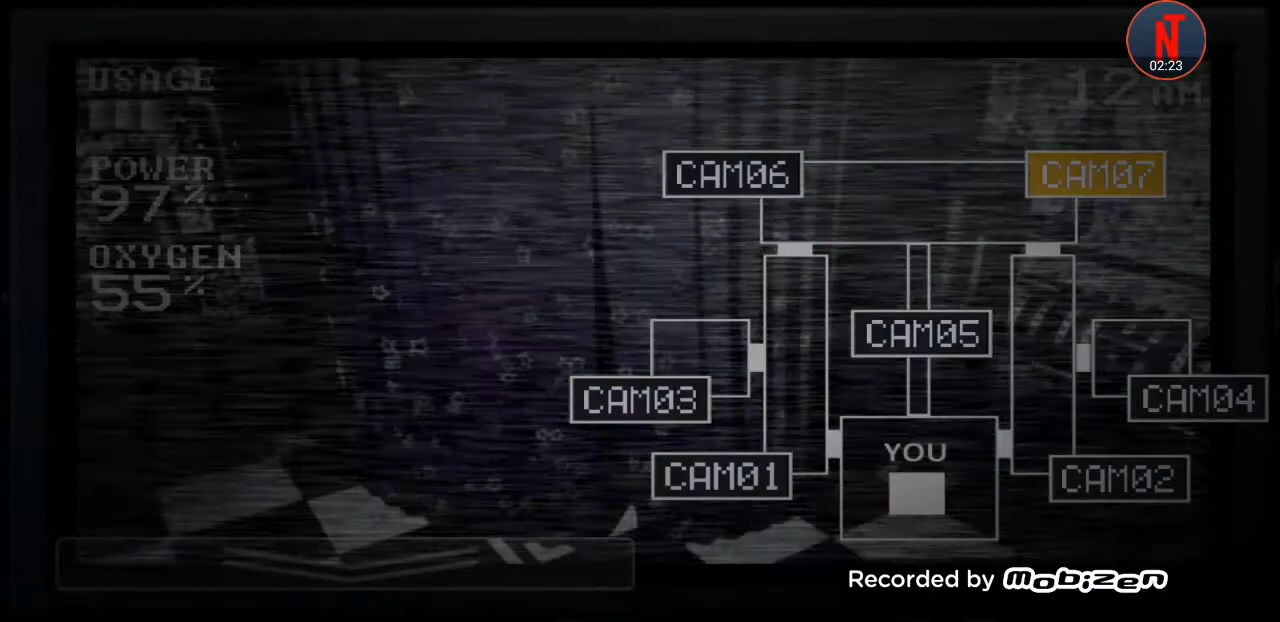 NT
02:23
USAGE
12 AM
POWER
97%
OXYGEN
55%
CAM06
CAM07
CAM05
CAM03
CAM04
YOU
CAM01
CAM02
Recorded by mobizen